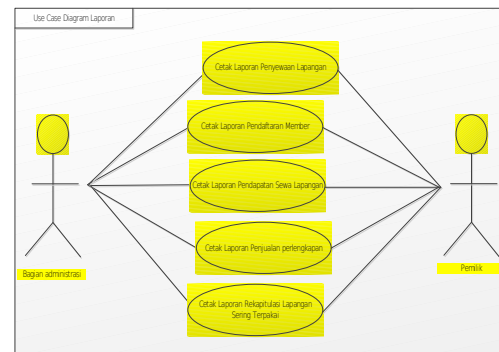 Use Case Diagram Laporan
Cetak Laporan Penyewaan Lapangan
Cetak Laporan Pendaftaran Member
Cetak Laporan Pendapatan Sewa Lapangan
Cetak Laporan Penjualan perlengkapan
Cetak Laporan Rekapitulasi Lapangan
Sering Terpakai
Bagian administrasi
Pemilik